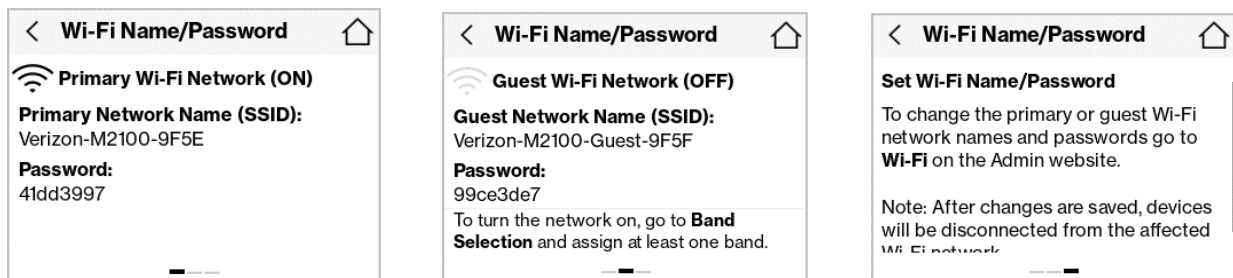 Wi-Fi Name/Password
Primary Wi-Fi Network (ON)
Primary Network Name (SSID):
Verizon-M2100-9F5E
Password:
41dd3997
Wi-Fi Name/Password
Guest Wi-Fi Network (OFF)
Guest Network Name (SSID):
Verizon-M2100-Guest-9F5F
Password:
99ce3de7
To turn the network on, go to Band
Selection and assign at least one band.
Wi-Fi Name/Password
Set Wi-Fi Name/Password
To change the primary or guest Wi-Fi
network names and passwords go to
Wi-Fi on the Admin website.
Note: After changes are saved, devices
will be disconnected from the affected
Wi-Fi network